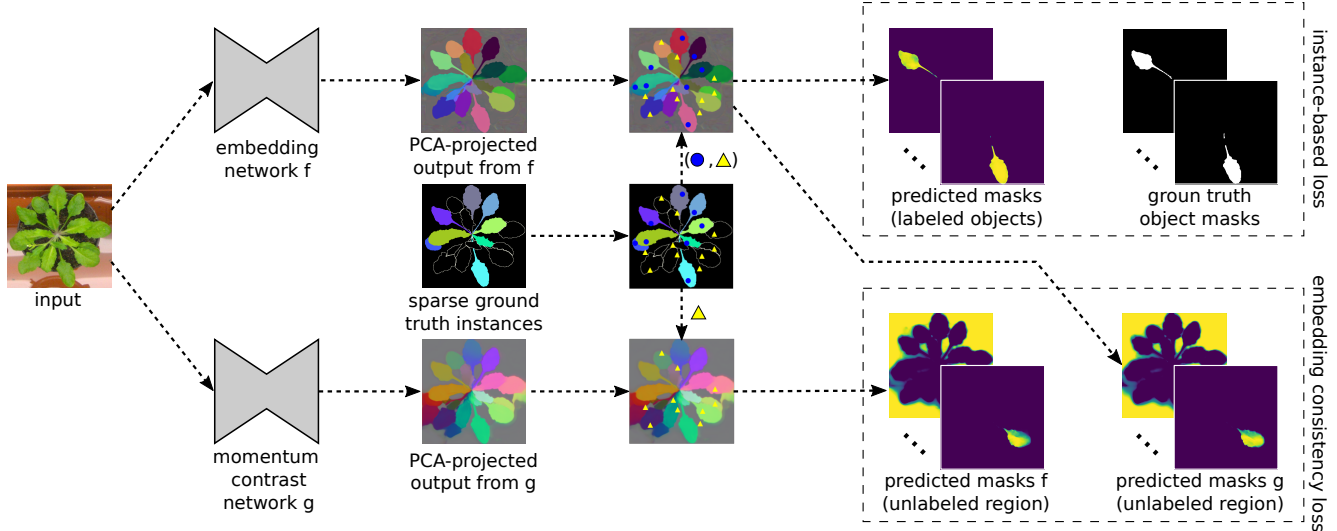 input
embedding
network f
momentum
contrast
network g
PCA-projected
output from f
sparse ground
truth instances
PCA-projected
output from g
( , )
predicted masks
(labeled objects)
groun truth
object masks
instance-based loss
predicted masks f
(unlabeled region)
predicted masks g
(unlabeled region)
embedding consistency loss